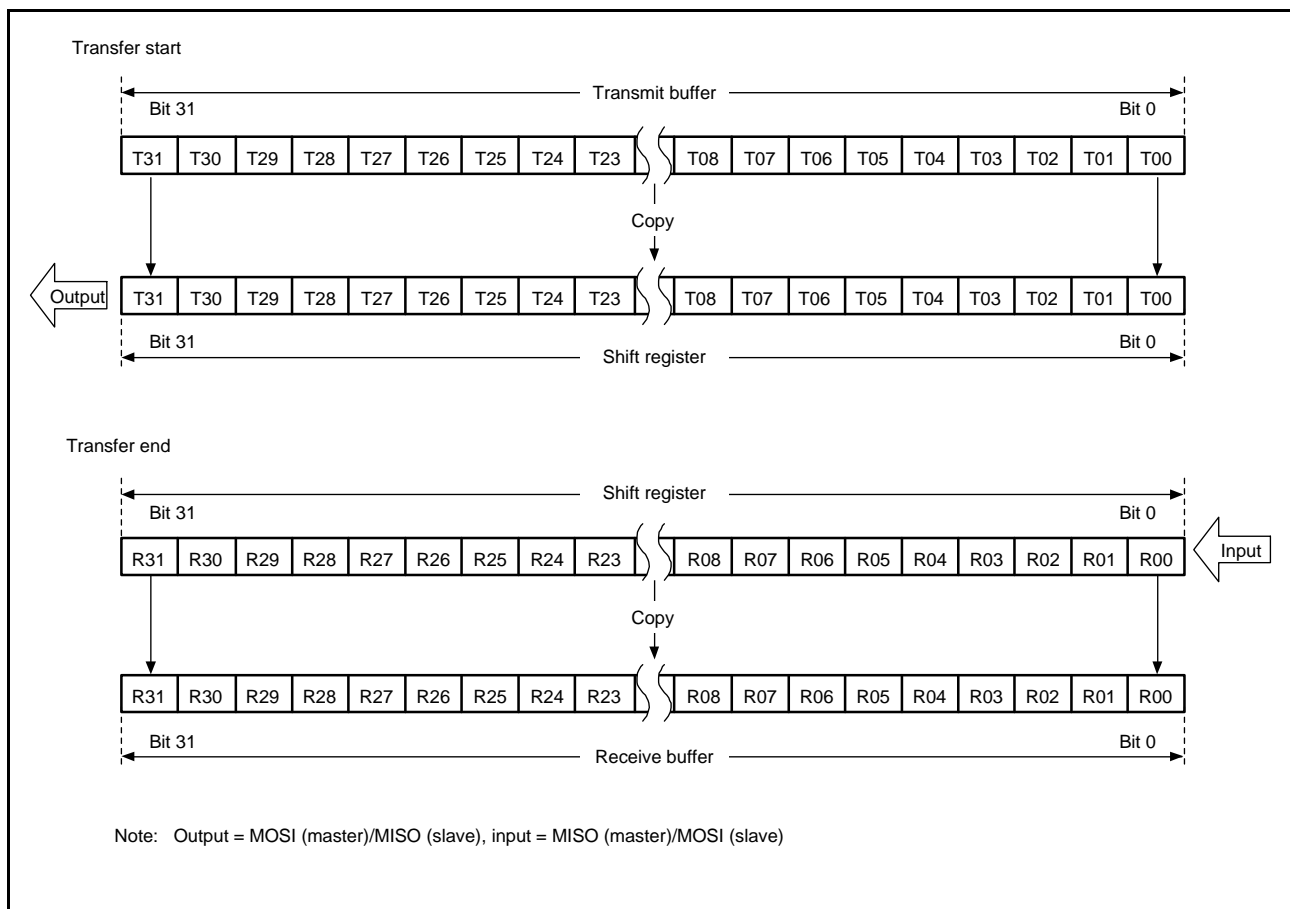 Transfer start
Transmit buffer
Bit 31 Bit 0
T31 T30 T29 T28 T27 T26 T25 T24 T23 T08 T07 T06 T05 T04 T03 T02 T01 T00
Copy
Output T31 T30 T29 T28 T27 T26 T25 T24 T23 T08 T07 T06 T05 T04 T03 T02 T01 T00
Bit 31 Bit 0
Shift register
Transfer end
Shift register
Bit 31 Bit 0
R31 R30 R29 R28 R27 R26 R25 R24 R23 R08 R07 R06 R05 R04 R03 R02 R01 R00 Input
Copy
R31 R30 R29 R28 R27 R26 R25 R24 R23 R08 R07 R06 R05 R04 R03 R02 R01 R00
Bit 31 Bit 0
Receive buffer
Note: Output = MOSI (master)/MISO (slave), input = MISO (master)/MOSI (slave)